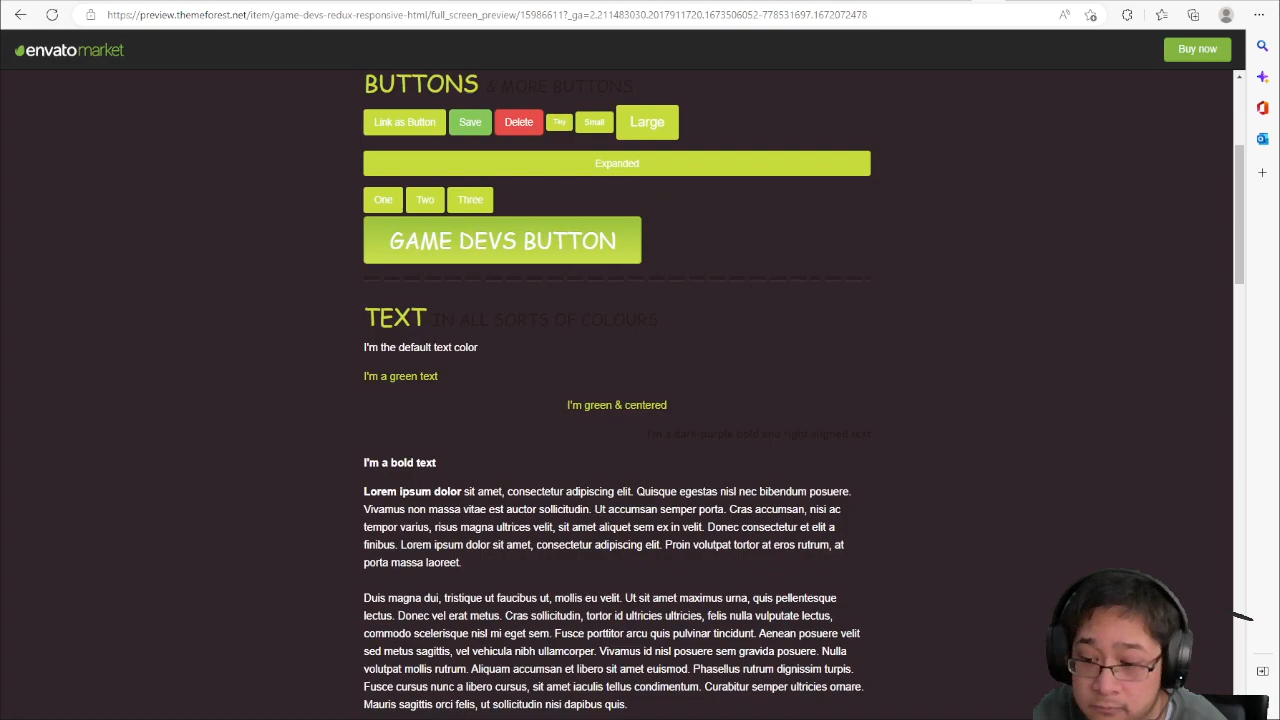 https://preview.themeforest.net/item/game-devs-redux-responsive-html/full_screen_preview/15986611?_ga=2.211483030.2017911720.1673506052-778531697.1672072478
envatomarket
Buy now
BUTTONS & MORE BUTTONS
Link as Button Save Delete Tiny Small Large
Expanded
One Two Three
GAME DEVS BUTTON
TEXT IN ALL SORTS OF COLOURS
I'm the default text color
I'm a green text
I'm green & centered
I'm a dark-purple bold and right aligned text
I'm a bold text
Lorem ipsum dolor sit amet, consectetur adipiscing elit. Quisque egestas nisl nec bibendum posuere.
Vivamus non massa vitae est auctor sollicitudin. Ut accumsan semper porta. Cras accumsan, nisi ac
tempor varius, risus magna ultrices velit, sit amet aliquet sem ex in velit. Donec consectetur et elit a
finibus. Lorem ipsum dolor sit amet, consectetur adipiscing elit. Proin volutpat tortor at eros rutrum, at
porta massa laoreet.
Duis magna dui, tristique ut faucibus ut, mollis eu velit. Ut sit amet maximus urna, quis pellentesque
lectus. Donec vel erat metus. Cras sollicitudin, tortor id ultricies ultricies, felis nulla vulputate lectus,
commodo scelerisque nisl mi eget sem. Fusce porttitor arcu quis pulvinar tincidunt. Aenean posuere velit
sed metus sagittis, vel vehicula nibh ullamcorper. Vivamus id nisl posuere sem gravida posuere. Nulla
volutpat mollis rutrum. Aliquam accumsan et libero sit amet euismod. Phasellus rutrum dignissim turpis.
Fusce cursus nunc a libero cursus, sit amet iaculis tellus condimentum. Curabitur semper ultricies ornare.
Mauris sagittis orci felis, ut sollicitudin nisi dapibus quis.